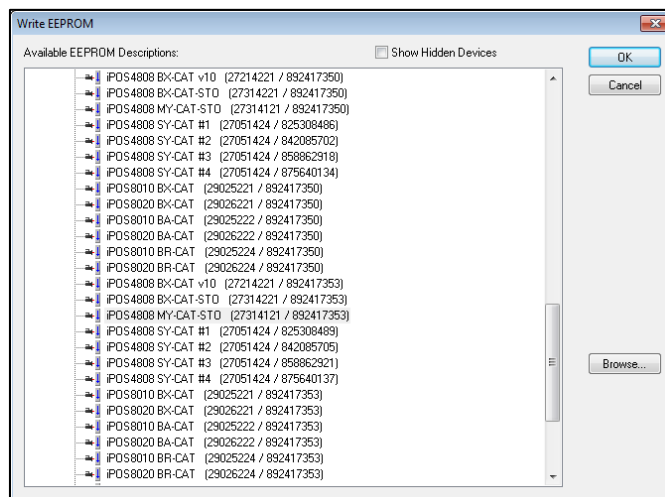 Write EEPROM
Available EEPROM Descriptions:
Show Hidden Devices
OK
Cancel
iPOS4808 BX-CAT v10 (27214221 / 892417350)
iPOS4808 BX-CAT-STO (27314221 / 892417350)
iPOS4808 MY-CAT-STO (27314121 / 892417350)
iPOS4808 SY-CAT #1 (27051424 / 825308486)
iPOS4808 SY-CAT #2 (27051424 / 842085702)
iPOS4808 SY-CAT #3 (27051424 / 858862918)
iPOS4808 SY-CAT #4 (27051424 / 875640134)
iPOS8010 BX-CAT (29025221 / 892417350)
iPOS8020 BX-CAT (29026221 / 892417350)
iPOS8010 BA-CAT (29025222 / 892417350)
iPOS8020 BA-CAT (29026222 / 892417350)
iPOS8010 BR-CAT (29025224 / 892417350)
iPOS8020 BR-CAT (29026224 / 892417350)
iPOS4808 BX-CAT v10 (27214221 / 892417353)
iPOS4808 BX-CAT-STO (27314221 / 892417353)
iPOS4808 MY-CAT-STO (27314121 / 892417353)
iPOS4808 SY-CAT #1 (27051424 / 825308489)
iPOS4808 SY-CAT #2 (27051424 / 842085705)
iPOS4808 SY-CAT #3 (27051424 / 858862921)
iPOS4808 SY-CAT #4 (27051424 / 875640137)
iPOS8010 BX-CAT (29025221 / 892417353)
iPOS8020 BX-CAT (29026221 / 892417353)
iPOS8010 BA-CAT (29025222 / 892417353)
iPOS8020 BA-CAT (29026222 / 892417353)
iPOS8010 BR-CAT (29025224 / 892417353)
iPOS8020 BR-CAT (29026224 / 892417353)
Browse...